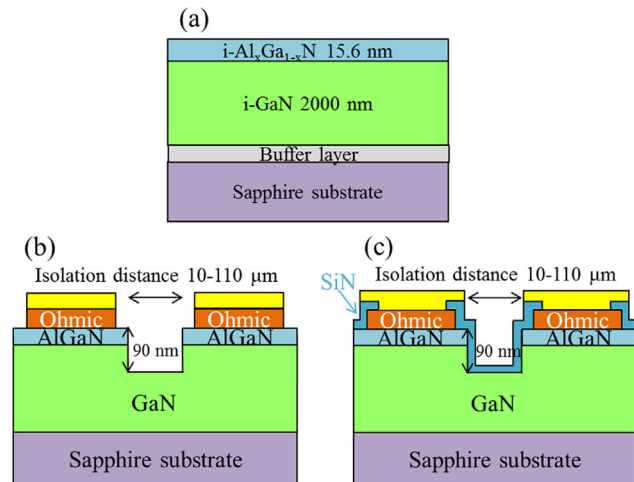 (a)
i-AlₓGa₁₋ₓN 15.6 nm
i-GaN 2000 nm
Buffer layer
Sapphire substrate
(b)
Isolation distance 10-110 μm
Ohmic
Ohmic
AlGaN
AlGaN
90 nm
GaN
Sapphire substrate
(c)
Isolation distance 10-110 μm
SiN
Ohmic
Ohmic
AlGaN
AlGaN
90 nm
GaN
Sapphire substrate